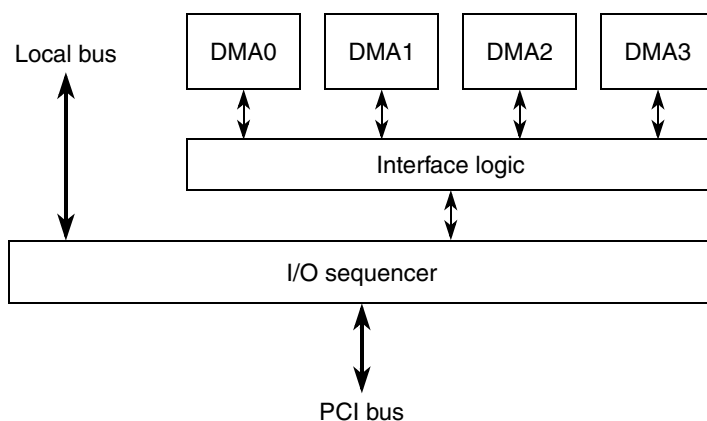 Local bus
DMA0
DMA1
DMA2
DMA3
Interface logic
I/O sequencer
PCI bus